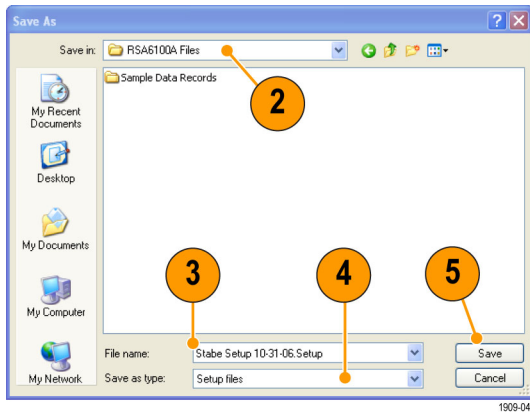 Save As
Save in: RSA6100A Files
2
Sample Data Records
My Recent
Documents
Desktop
My Documents
My Computer
My Network
3
4
5
File name: Stabe Setup 10-31-06.Setup Save
Save as type: Setup files Cancel
1909-04